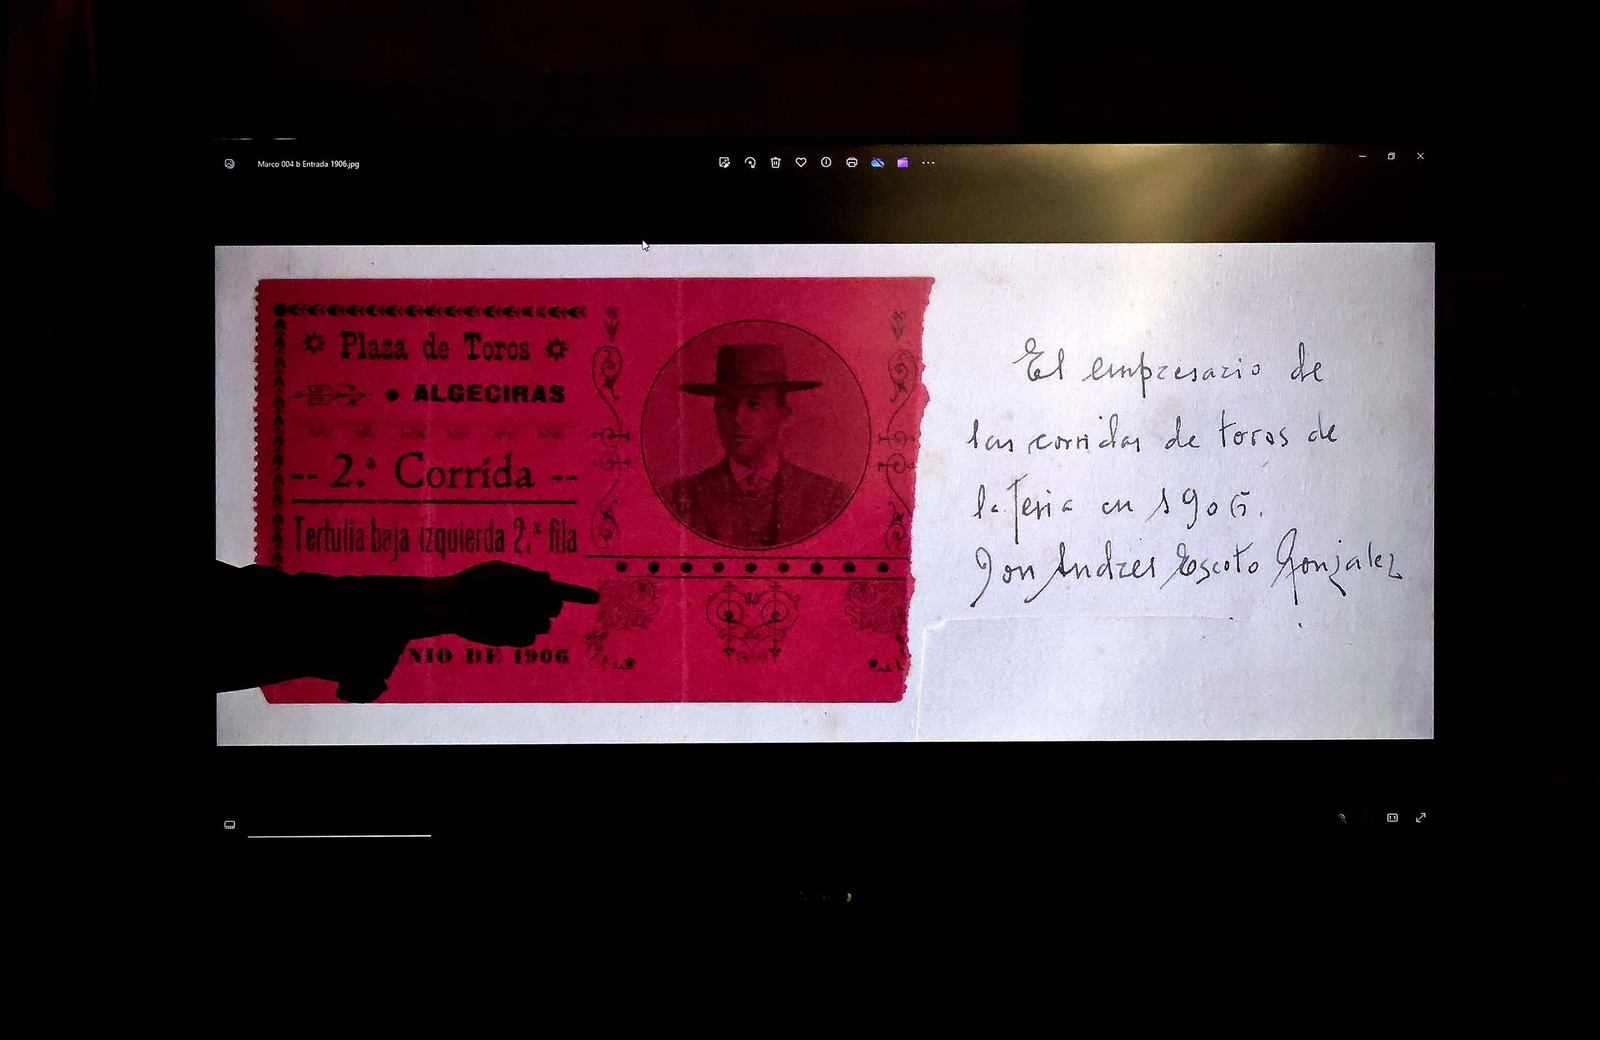 Marco 004 b Entrada 1906.jpg
Plaza de Toros
ALGECIRAS
-- 2.ª Corrida --
Tertulia baja izquierda 2.ª fila
NIO DE 1906
El empresario de
las corridas de toros de
la feria en 1906.
Don Andrés Escoto Gonzalez